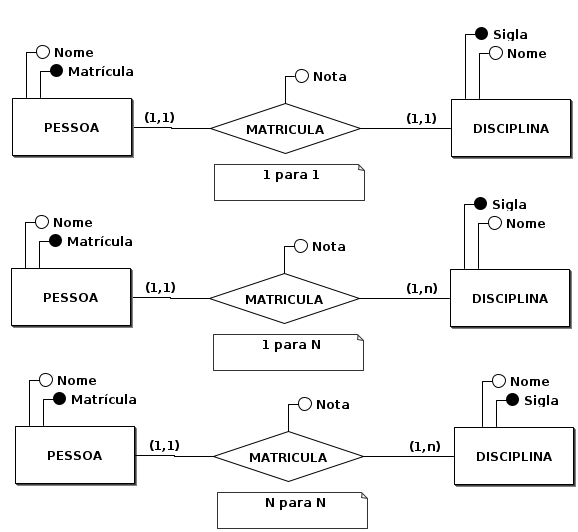 Nome
Matrícula
Sigla
Nome
Nota
PESSOA
(1,1)
MATRICULA
(1,1)
DISCIPLINA
1 para 1
Nome
Matrícula
Sigla
Nome
Nota
PESSOA
(1,1)
MATRICULA
(1,n)
DISCIPLINA
1 para N
Nome
Matrícula
Nome
Sigla
Nota
PESSOA
(1,1)
MATRICULA
(1,n)
DISCIPLINA
N para N